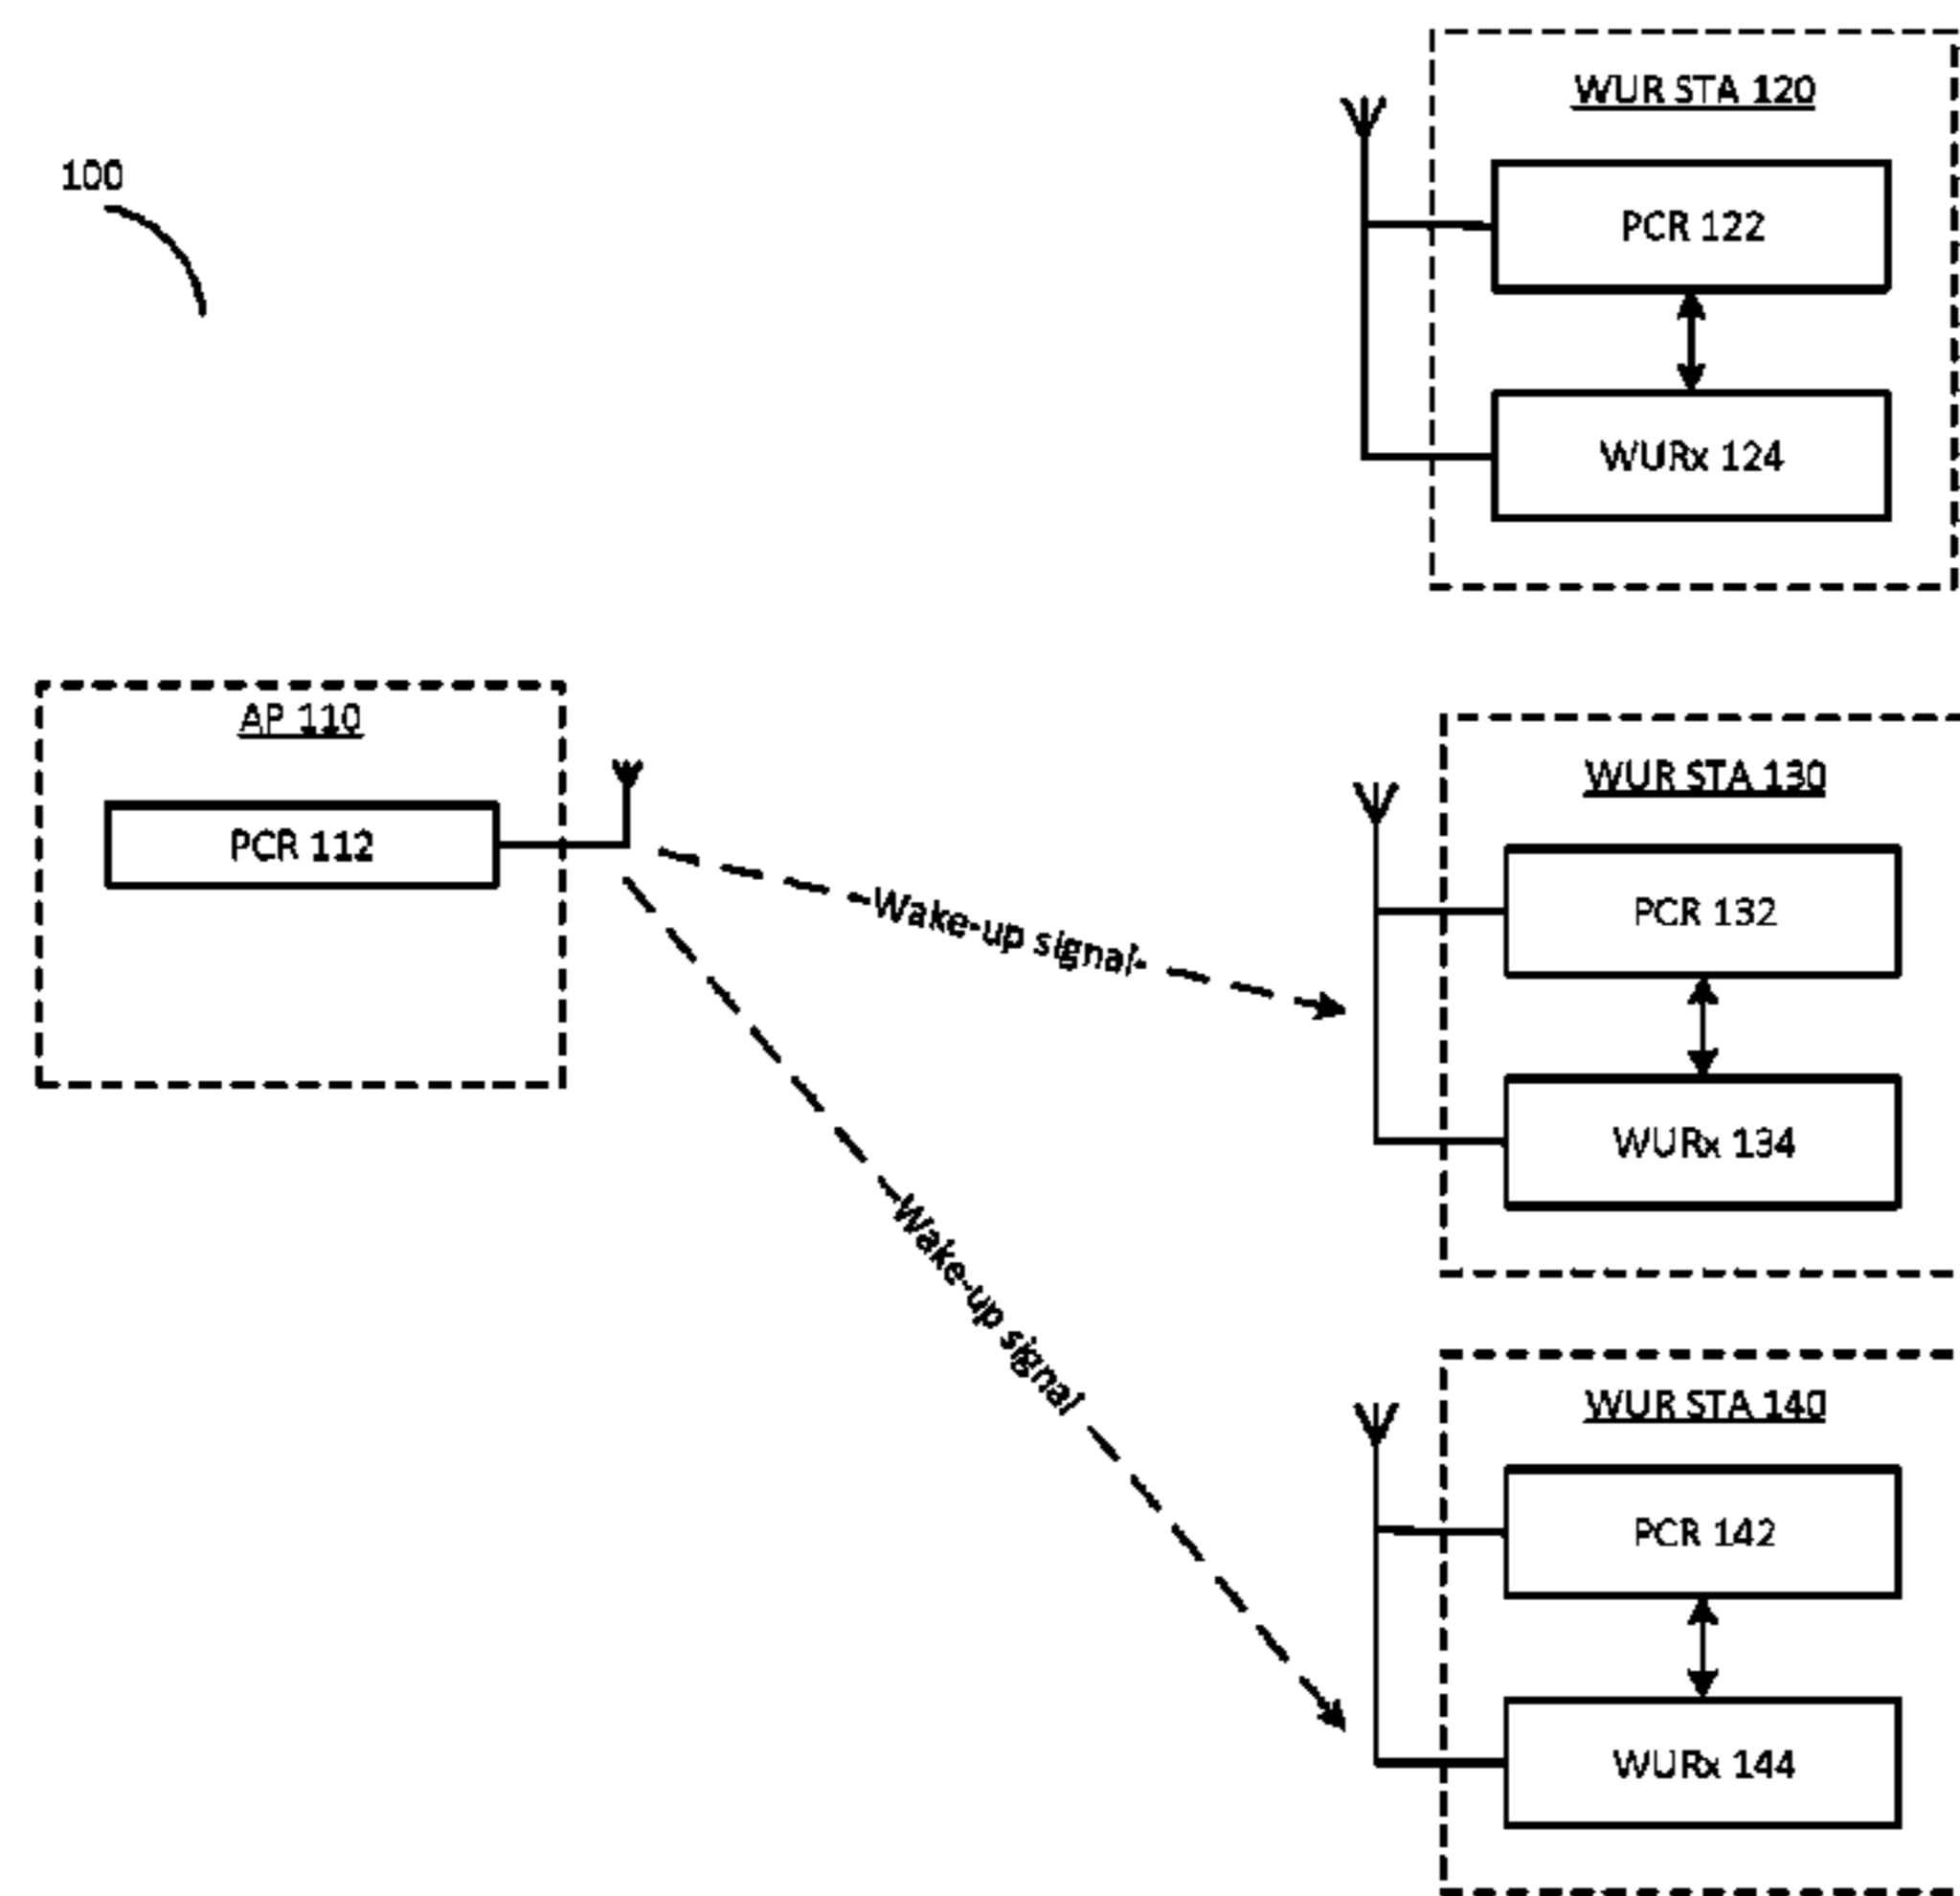 100
WUR STA 120
PCR 122
WURx 124
AP 110
PCR 112
Wake-up signal
Wake-up signal
WUR STA 130
PCR 132
WURx 134
WUR STA 140
PCR 142
WURx 144